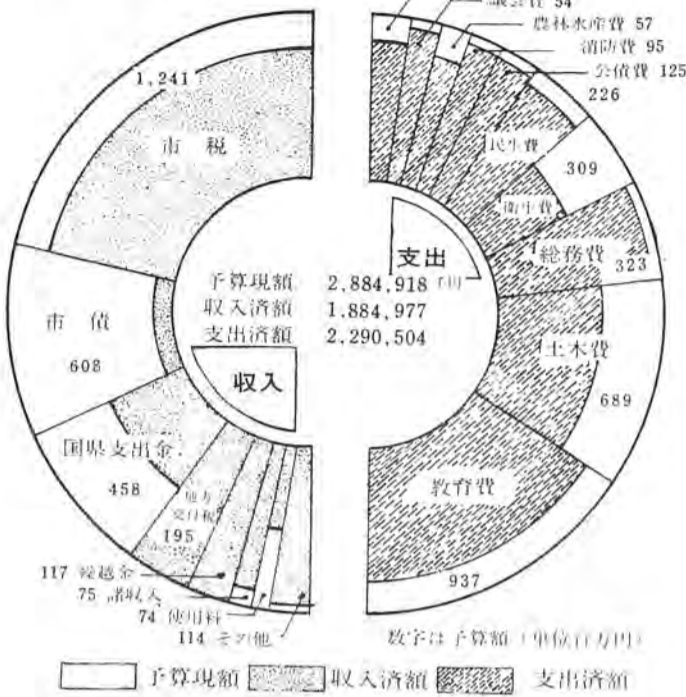 議会費 54
農林水産費 57
消防費 95
公債費 125
226
民生費
309
衛生費
総務費
323
土木費
689
教育費
937
支出
予算現額 2,884,918 千円
収入済額 1,884,977
支出済額 2,290,504
収入
1,241
市税
市債
608
国県支出金
458
地方
交付税
195
117 繰越金
75 諸収入
74 使用料
114 その他
数字は予算額(単位百万円)
予算現額 収入済額 支出済額